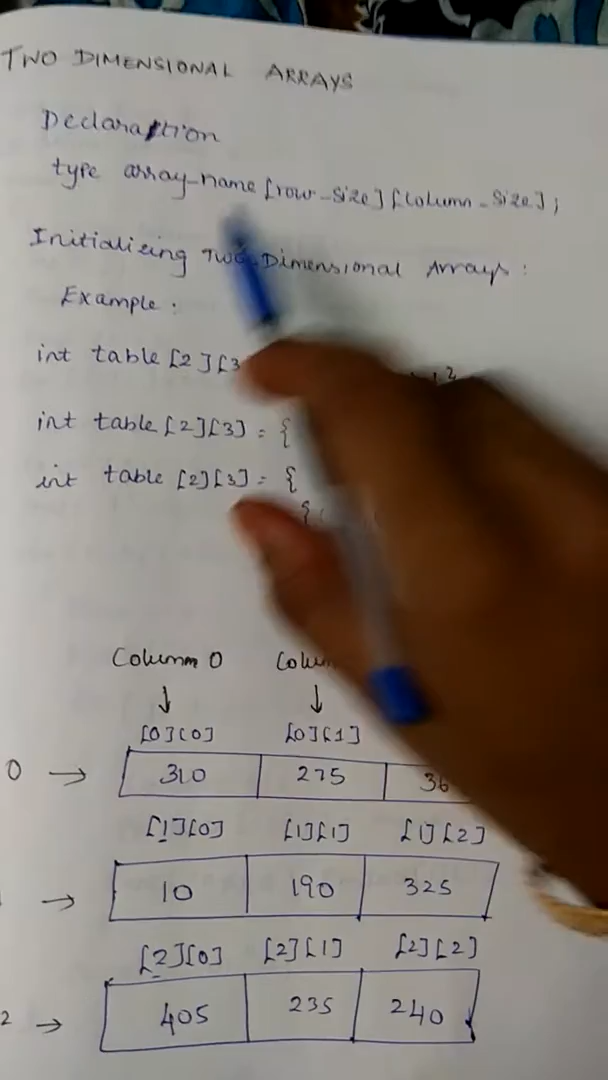 TWO DIMENSIONAL ARRAYS
Declaration
type array-name [row-size] [column-size];
Initializing Two-Dimensional Arrays:
Example:
int table [2][3
int table [2][3] = {
int table [2][3] = {
{
Column 0
[0][0] [0][1]
0 → 310 275 36
[1][0] [1][1] [1][2]
→ 10 190 325
[2][0] [2][1] [2][2]
2 → 405 235 240